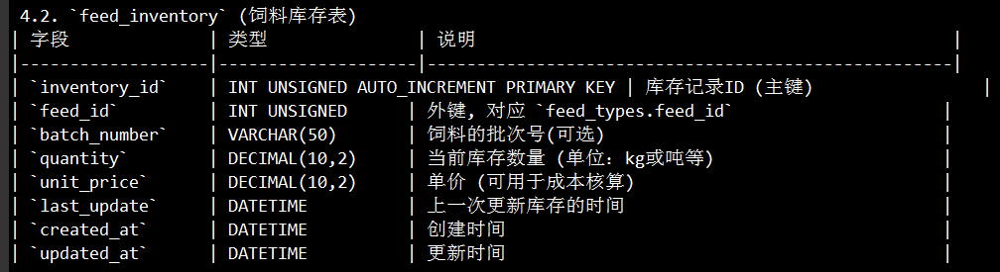 4.2. `feed_inventory` (饲料库存表)
| 字段 | 类型 | 说明 |
|-------------------|--------------------|-----------------------------------------------------|
| `inventory_id` | INT UNSIGNED AUTO_INCREMENT PRIMARY KEY | 库存记录ID (主键) |
| `feed_id` | INT UNSIGNED | 外键, 对应 `feed_types.feed_id` |
| `batch_number` | VARCHAR(50) | 饲料的批次号(可选) |
| `quantity` | DECIMAL(10,2) | 当前库存数量 (单位: kg或吨等) |
| `unit_price` | DECIMAL(10,2) | 单价 (可用于成本核算) |
| `last_update` | DATETIME | 上一次更新库存的时间 |
| `created_at` | DATETIME | 创建时间 |
| `updated_at` | DATETIME | 更新时间 |